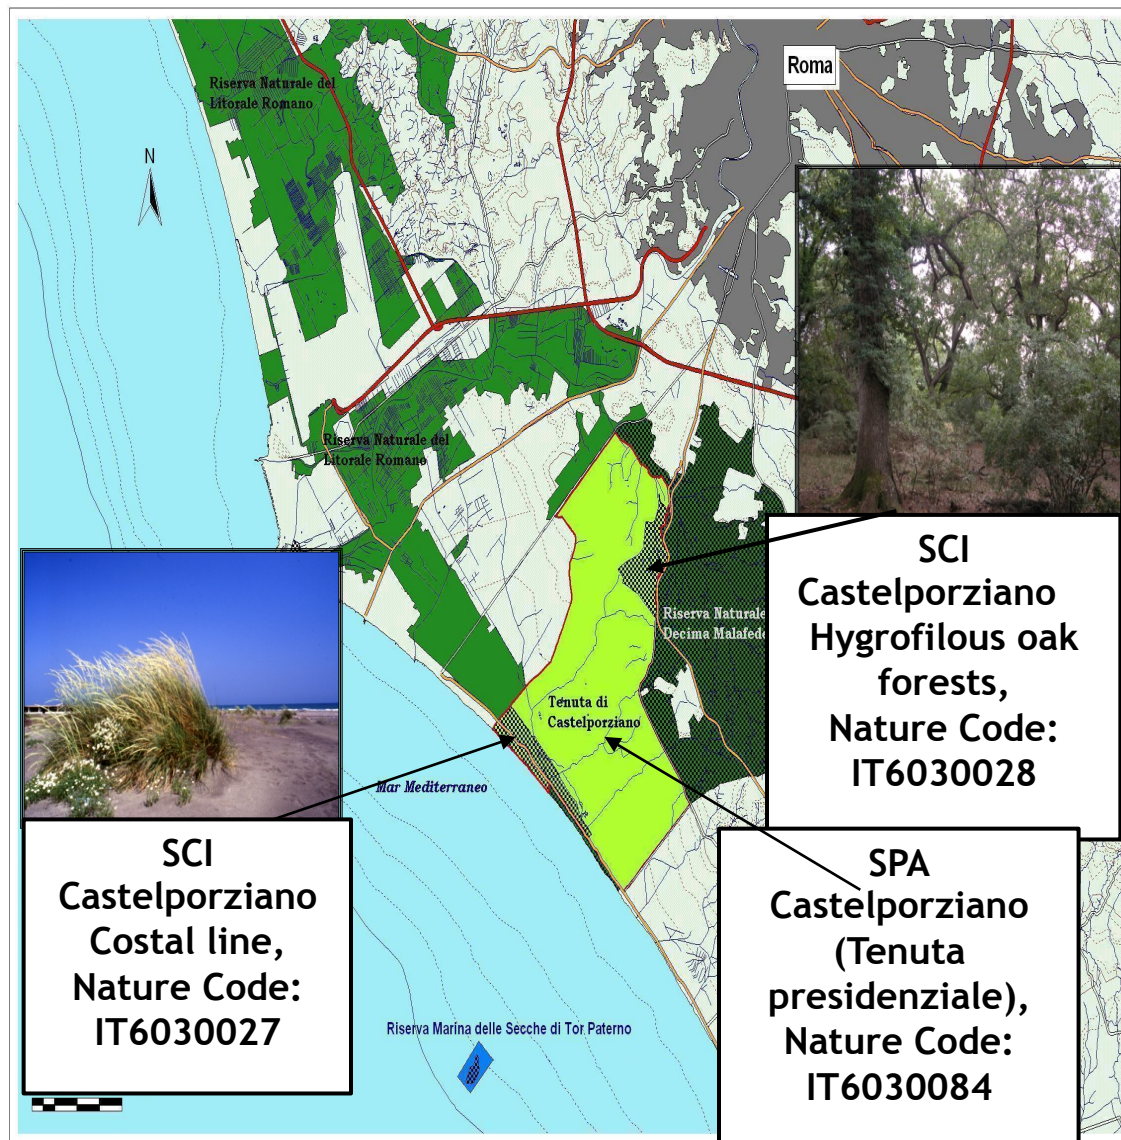 Roma
Riserva Naturale del
Litorale Romano
N
Riserva Naturale del
Litorale Romano
SCI
Castelporziano
Hygrofilous oak
forests,
Nature Code:
IT6030028
Riserva Naturale
Decima Malafede
Tenuta di
Castelporziano
Mar Mediterraneo
SCI
Castelporziano
Costal line,
Nature Code:
IT6030027
SPA
Castelporziano
(Tenuta
presidenziale),
Nature Code:
IT6030084
Riserva Marina delle Secche di Tor Paterno